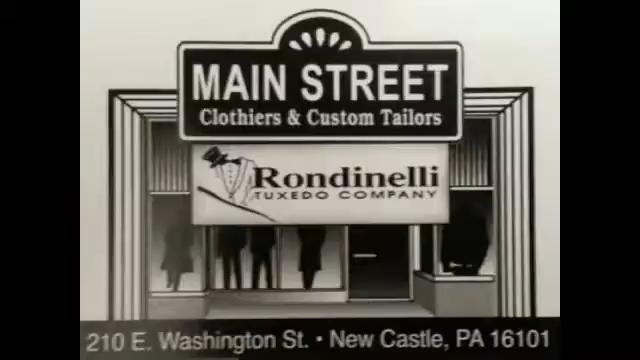 MAIN STREET
Clothiers & Custom Tailors
Rondinelli
TUXEDO COMPANY
210 E. Washington St. • New Castle, PA 16101